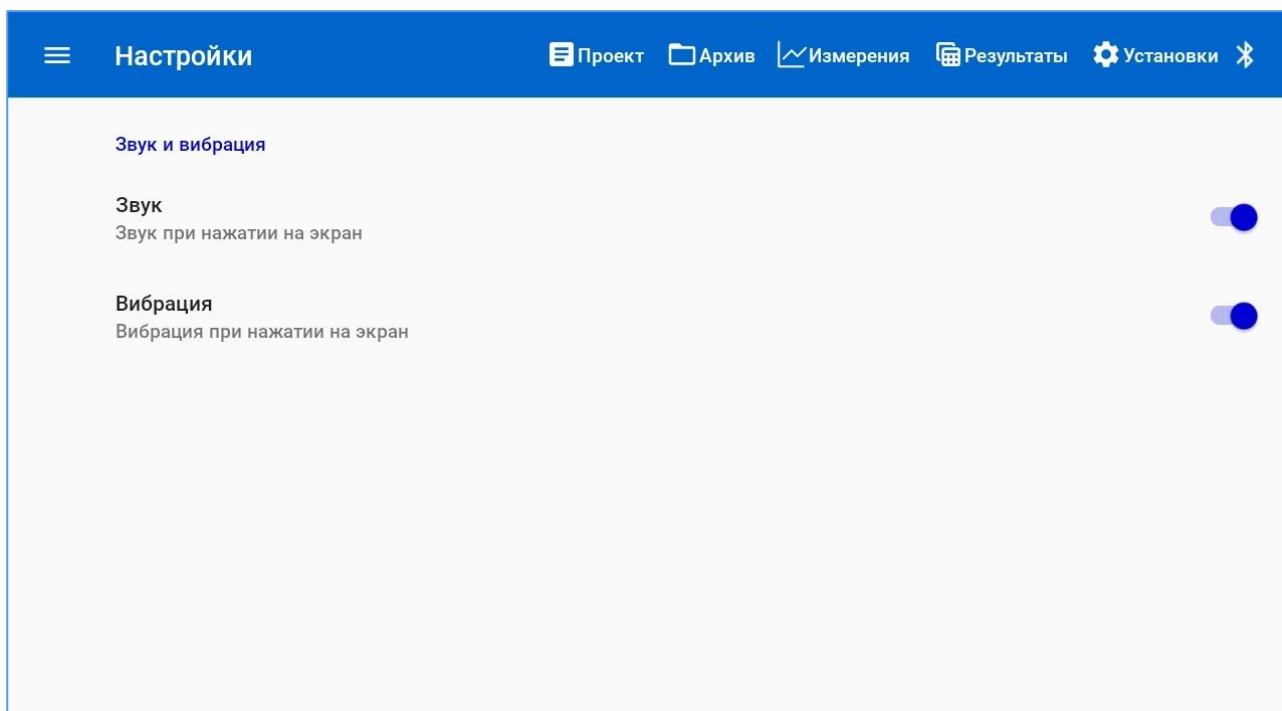 Настройки Проект Архив Измерения Результаты Установки
Звук и вибрация
Звук
Звук при нажатии на экран
Вибрация
Вибрация при нажатии на экран